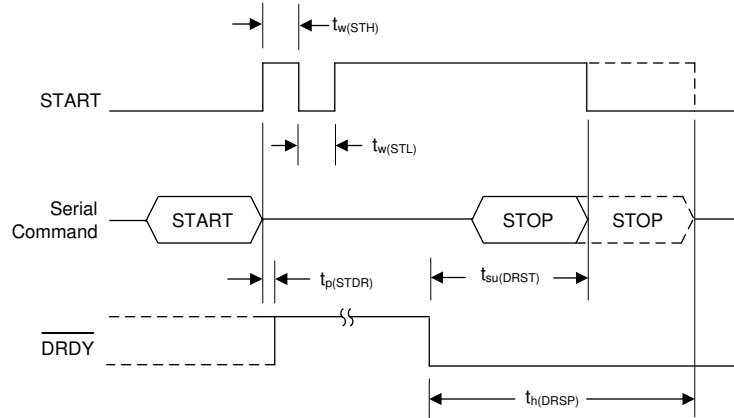 tw(STH)
START
tw(STL)
Serial
Command
START
STOP
STOP
tp(STDR)
tsu(DRST)
DRDY
th(DRSP)